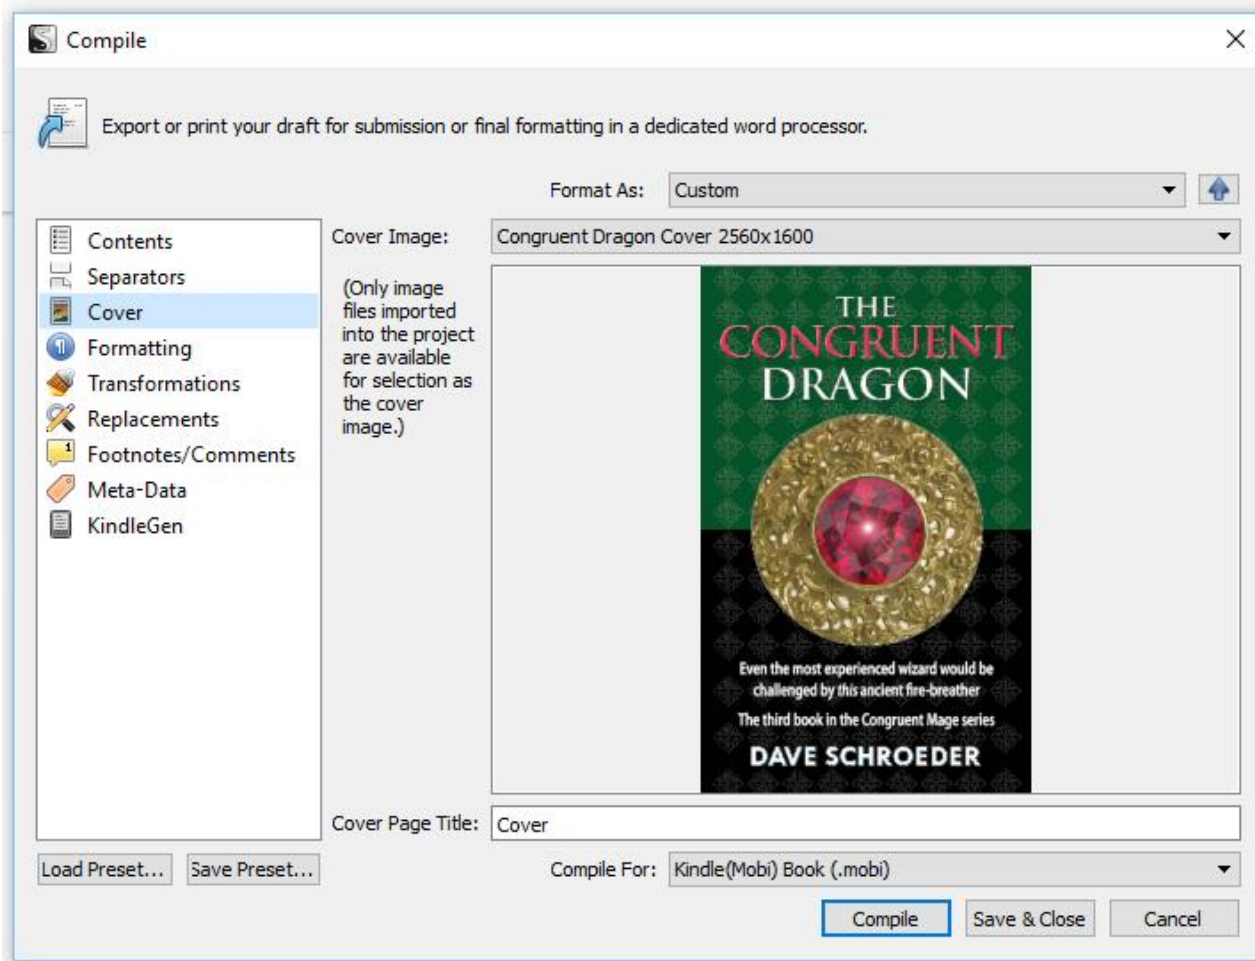 Compile
Export or print your draft for submission or final formatting in a dedicated word processor.
Format As: Custom
Contents
Separators
Cover
Formatting
Transformations
Replacements
Footnotes/Comments
Meta-Data
KindleGen
Cover Image: Congruent Dragon Cover 2560x1600
(Only image
files imported
into the project
are available
for selection as
the cover
image.)
THE
CONGRUENT
DRAGON
Even the most experienced wizard would be
challenged by this ancient fire-breather
The third book in the Congruent Mage series
DAVE SCHROEDER
Cover Page Title: Cover
Load Preset... Save Preset... Compile For: Kindle(Mobi) Book (.mobi)
Compile Save & Close Cancel